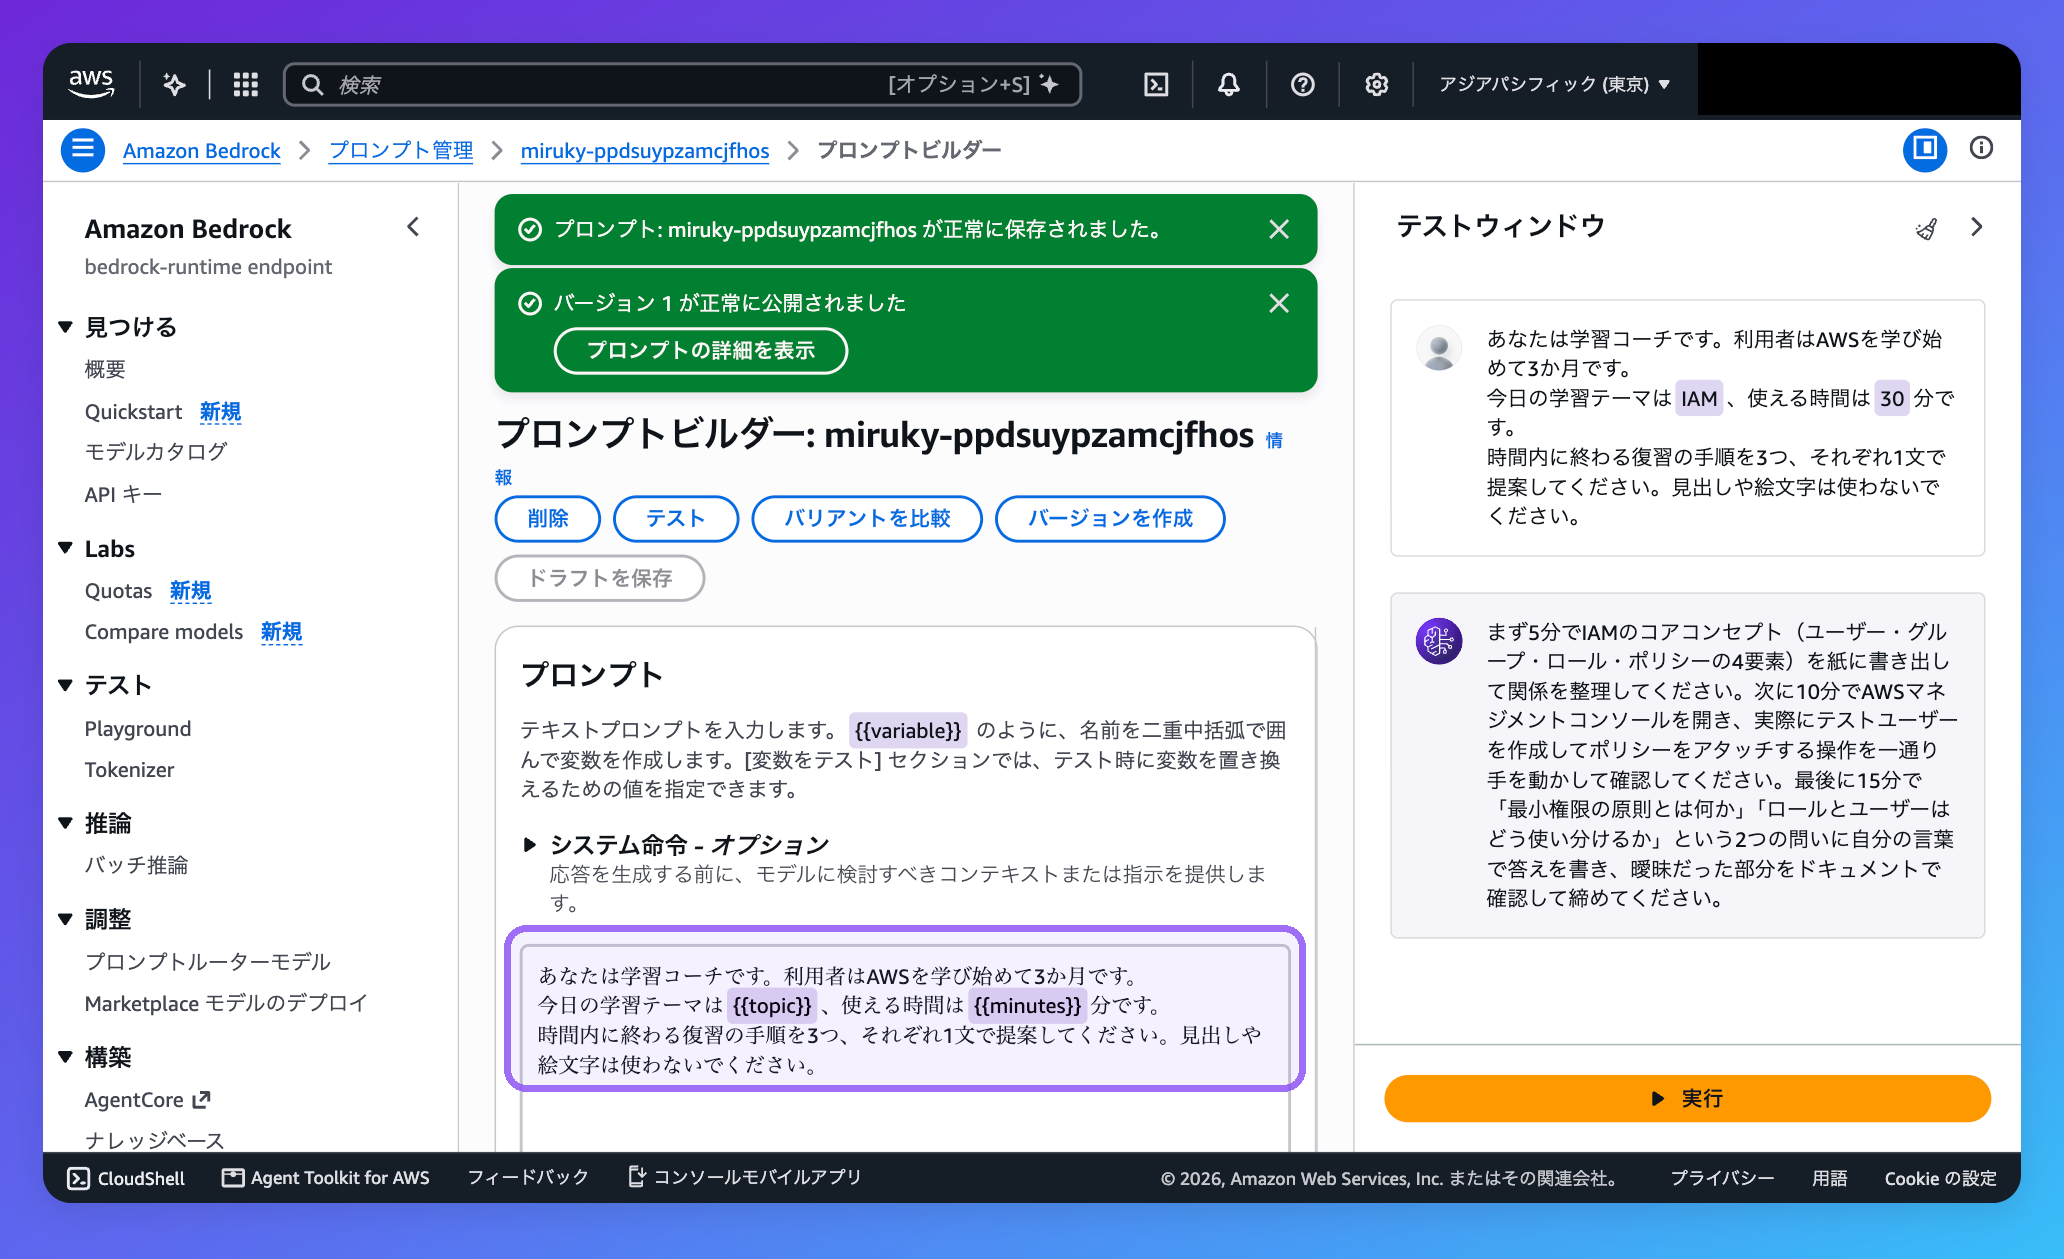 aws
検索
[オプション+S]
アジアパシフィック (東京) ▼
Amazon Bedrock
プロンプト管理
miruky-ppdsuypzamcjfhos
プロンプトビルダー
Amazon Bedrock
bedrock-runtime endpoint
見つける
概要
Quickstart 新規
モデルカタログ
API キー
Labs
Quotas 新規
Compare models 新規
テスト
Playground
Tokenizer
推論
バッチ推論
調整
プロンプトルーターモデル
Marketplace モデルのデプロイ
構築
AgentCore
ナレッジベース
プロンプト: miruky-ppdsuypzamcjfhos が正常に保存されました。
バージョン 1 が正常に公開されました
プロンプトの詳細を表示
プロンプトビルダー: miruky-ppdsuypzamcjfhos 情
報
削除
テスト
バリアントを比較
バージョンを作成
ドラフトを保存
プロンプト
テキストプロンプトを入力します。 {{variable}} のように、名前を二重中括弧で囲
んで変数を作成します。[変数をテスト] セクションでは、テスト時に変数を置き換
えるための値を指定できます。
システム命令 - オプション
応答を生成する前に、モデルに検討すべきコンテキストまたは指示を提供しま
す。
あなたは学習コーチです。利用者はAWSを学び始めて3か月です。
今日の学習テーマは {{topic}} 、使える時間は {{minutes}} 分です。
時間内に終わる復習の手順を3つ、それぞれ1文で提案してください。見出しや
絵文字は使わないでください。
テストウィンドウ
あなたは学習コーチです。利用者はAWSを学び始
めて3か月です。
今日の学習テーマは IAM 、使える時間は 30 分で
す。
時間内に終わる復習の手順を3つ、それぞれ1文で
提案してください。見出しや絵文字は使わないで
ください。
まず5分でIAMのコアコンセプト（ユーザー・グル
ープ・ロール・ポリシーの4要素）を紙に書き出し
て関係を整理してください。次に10分でAWSマネ
ジメントコンソールを開き、実際にテストユーザー
を作成してポリシーをアタッチする操作を一通り
手を動かして確認してください。最後に15分で
「最小権限の原則とは何か」「ロールとユーザーは
どう使い分けるか」という2つの問いに自分の言葉
で答えを書き、曖昧だった部分をドキュメントで
確認して締めてください。
実行
CloudShell
Agent Toolkit for AWS
フィードバック
コンソールモバイルアプリ
© 2026, Amazon Web Services, Inc. またはその関連会社。
プライバシー
用語
Cookie の設定